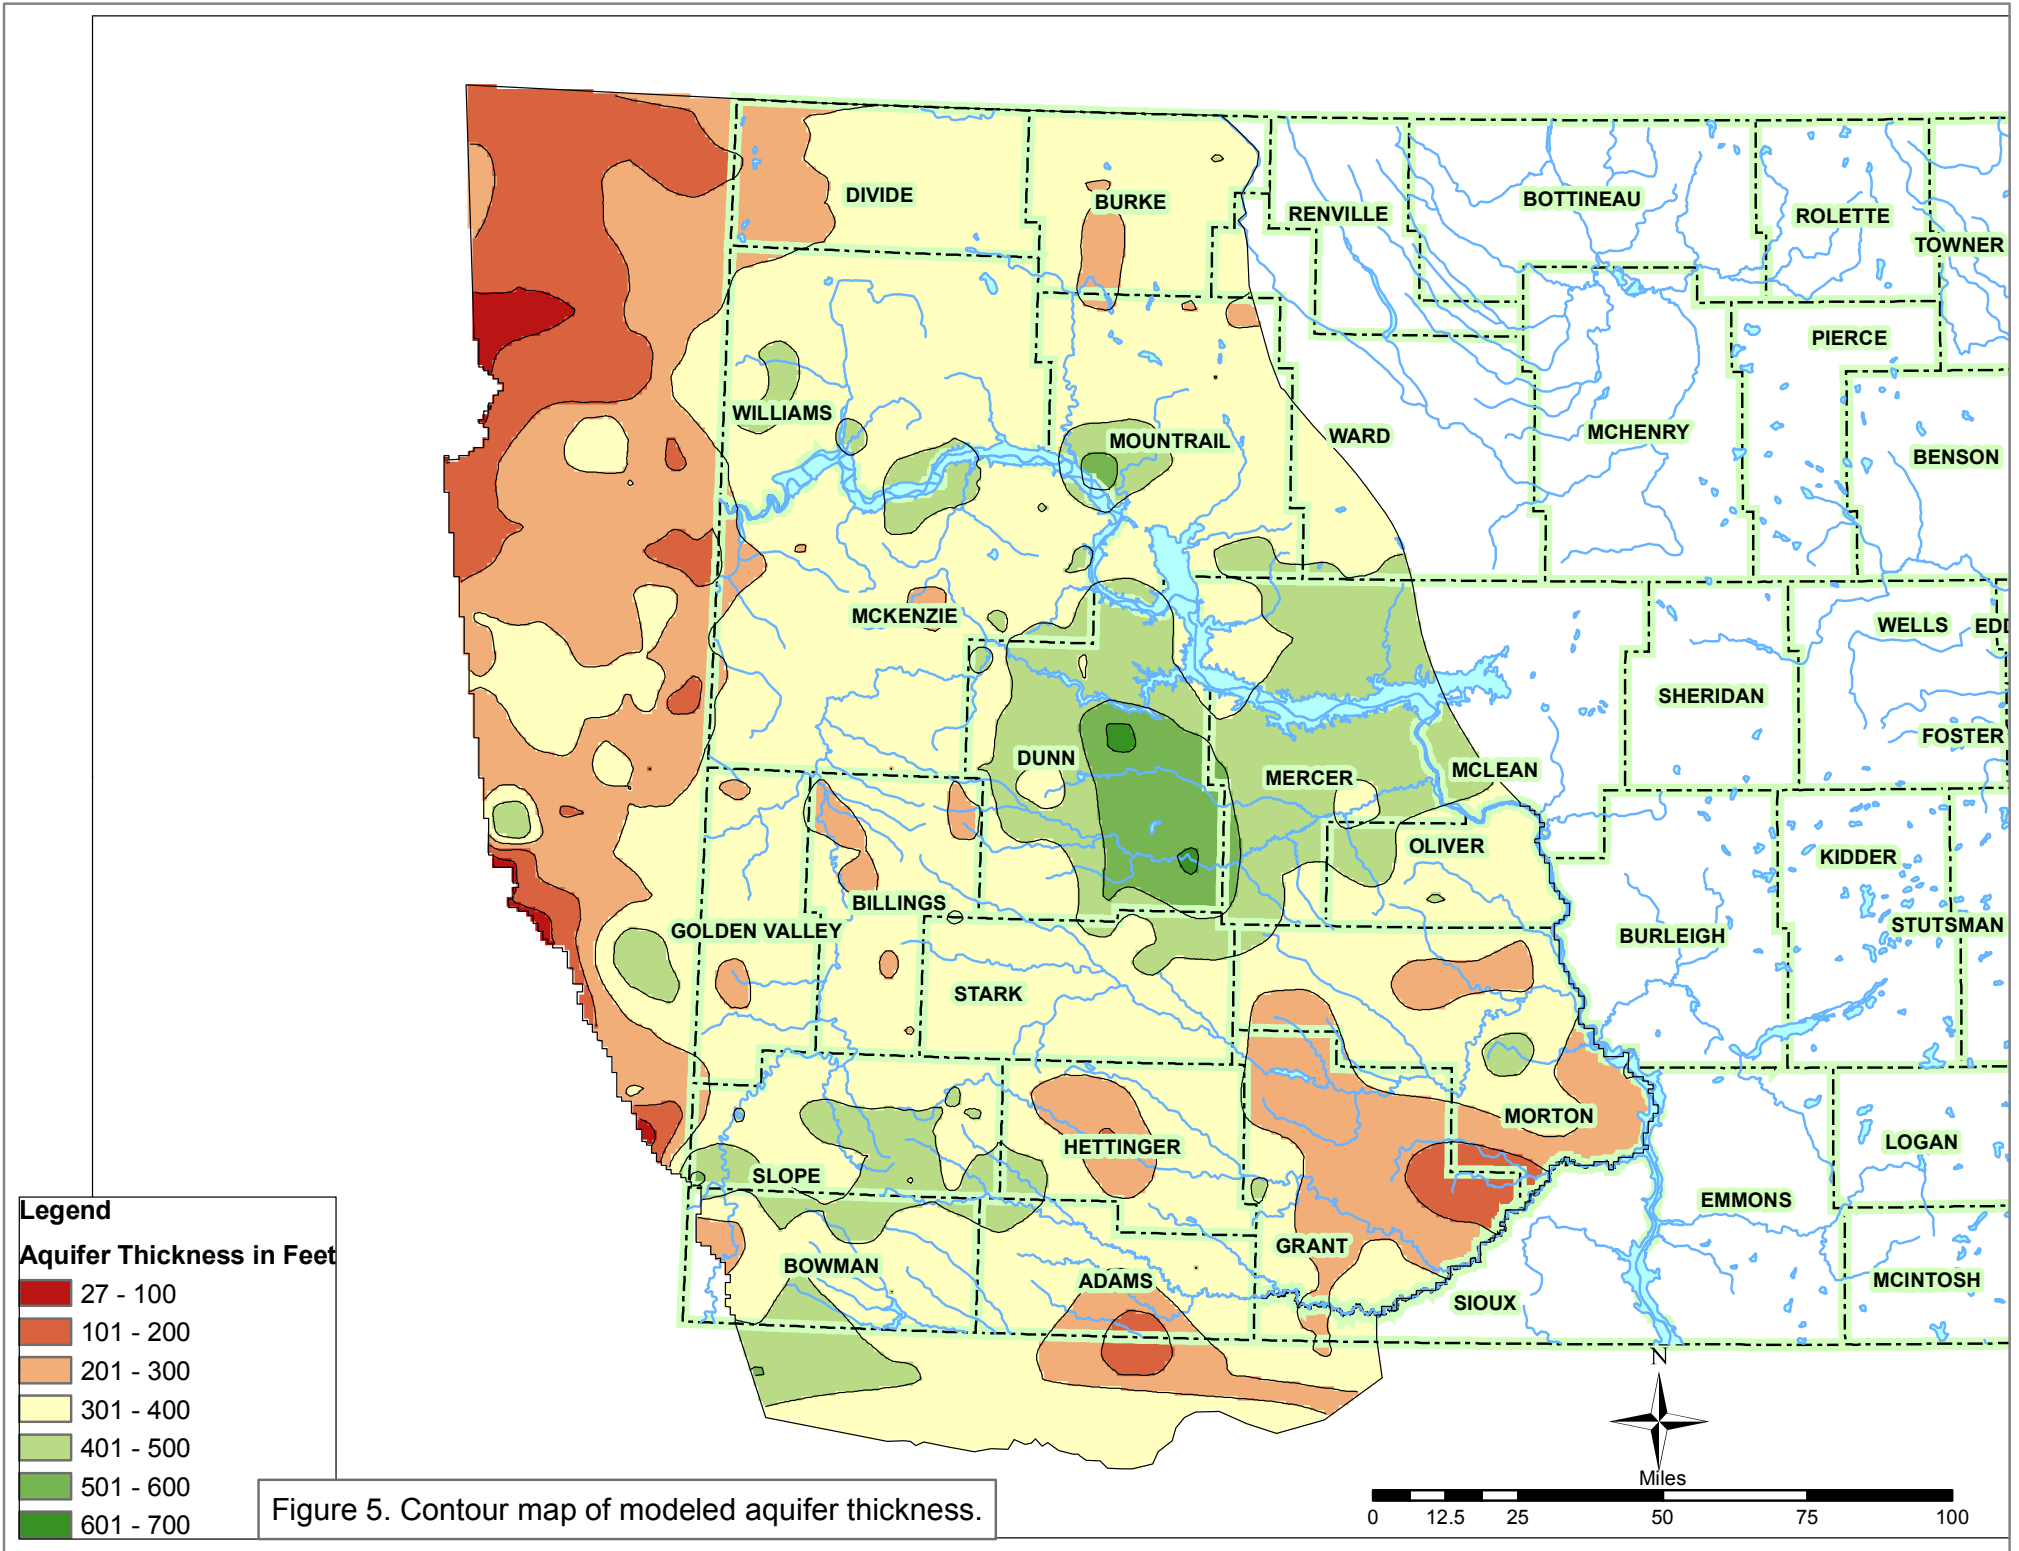 DIVIDE
BURKE
RENVILLE
BOTTINEAU
ROLETTE
TOWNER
PIERCE
WILLIAMS
MOUNTRAIL
WARD
MCHENRY
BENSON
MCKENZIE
WELLS
EDD
SHERIDAN
FOSTER
DUNN
MERCER
MCLEAN
OLIVER
KIDDER
BILLINGS
GOLDEN VALLEY
BURLEIGH
STUTSMAN
STARK
MORTON
HETTINGER
LOGAN
SLOPE
EMMONS
GRANT
BOWMAN
ADAMS
SIOUX
MCINTOSH
Legend
Aquifer Thickness in Feet
27 - 100
101 - 200
201 - 300
301 - 400
401 - 500
501 - 600
601 - 700
Figure 5. Contour map of modeled aquifer thickness.
N
Miles
0 12.5 25 50 75 100